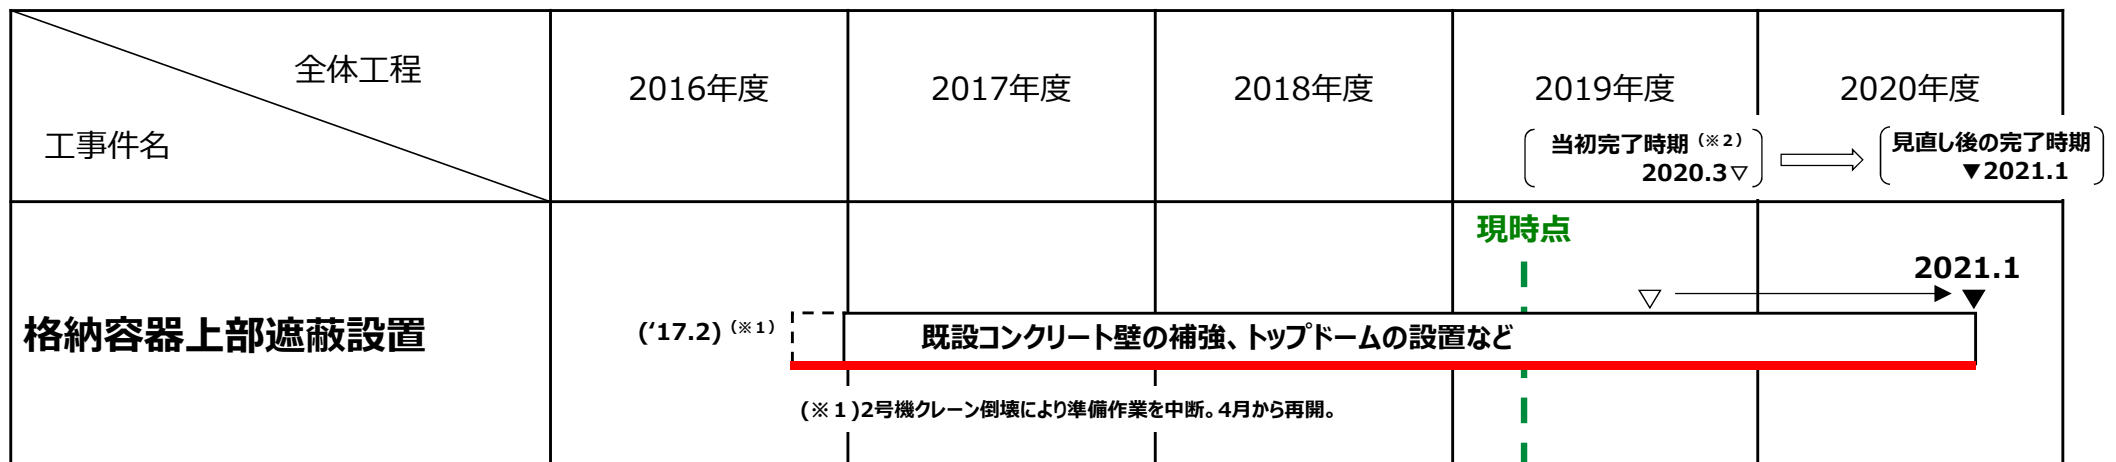 全体工程
工事件名
2016年度
2017年度
2018年度
2019年度
2020年度
当初完了時期(※2)
2020.3▽
見直し後の完了時期
▼2021.1
現時点
2021.1
▽
▼
格納容器上部遮蔽設置
(‘17.2)(※1)
既設コンクリート壁の補強、トップドームの設置など
(※1)2号機クレーン倒壊により準備作業を中断。4月から再開。